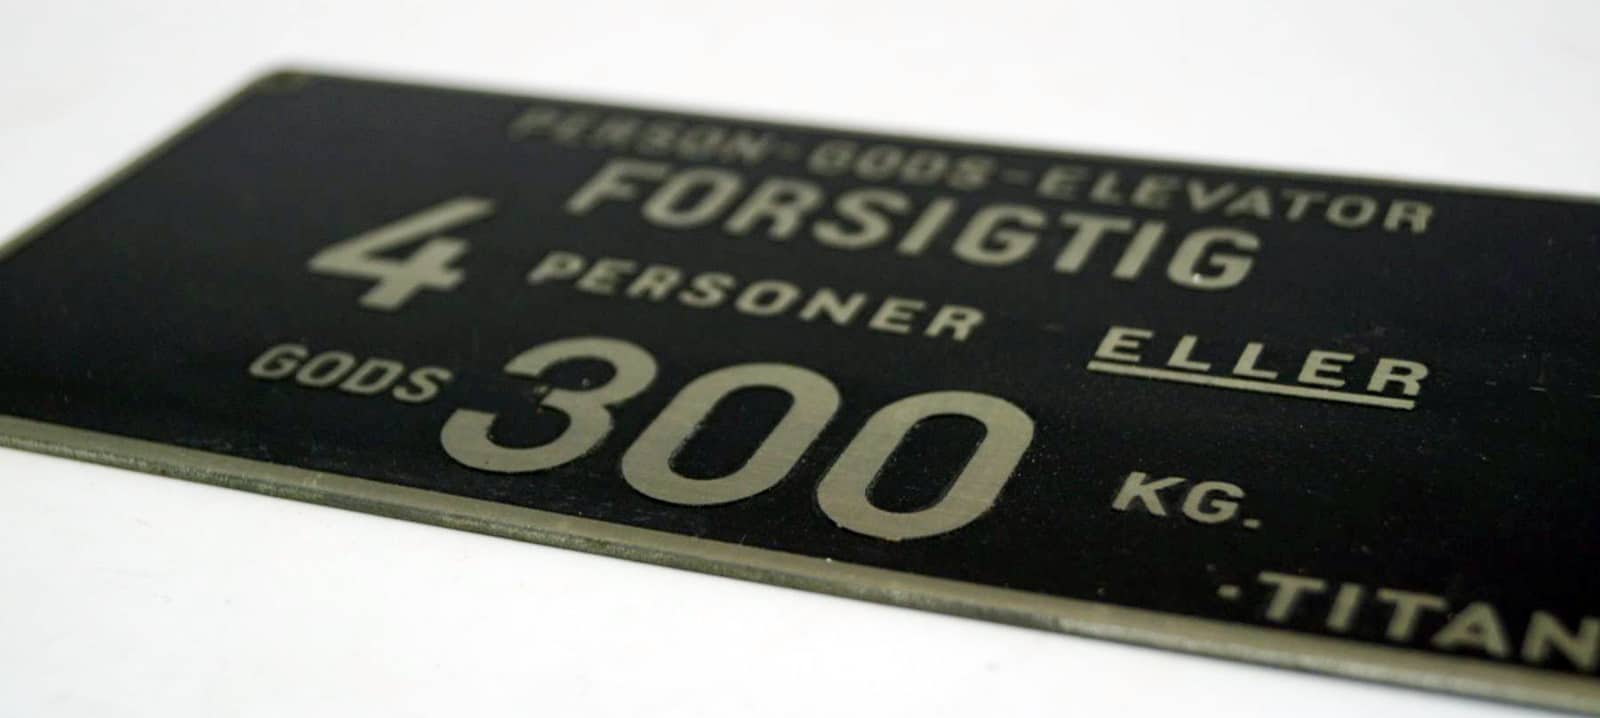 PERSON-GODS-ELEVATOR
FORSIGTIG
4 PERSONER ELLER
GODS 300 KG.
·TITAN